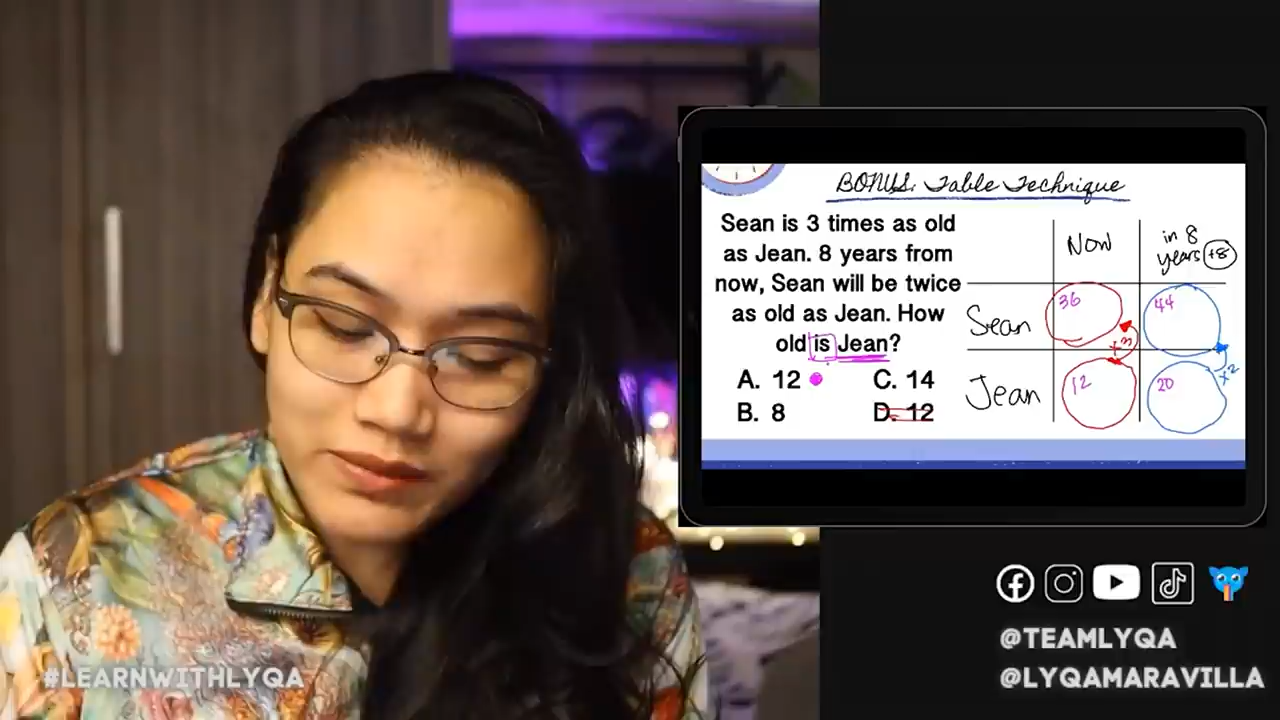 BONUS: Table Technique
Sean is 3 times as old
as Jean. 8 years from
now, Sean will be twice
as old as Jean. How
old is Jean?
A. 12
C. 14
B. 8
D. 12
Now
in 8
years +8
Sean
36
44
x3
x2
Jean
12
20
#LEARNWITHLYQA
@TEAMLYQA
@LYQAMARAVILLA